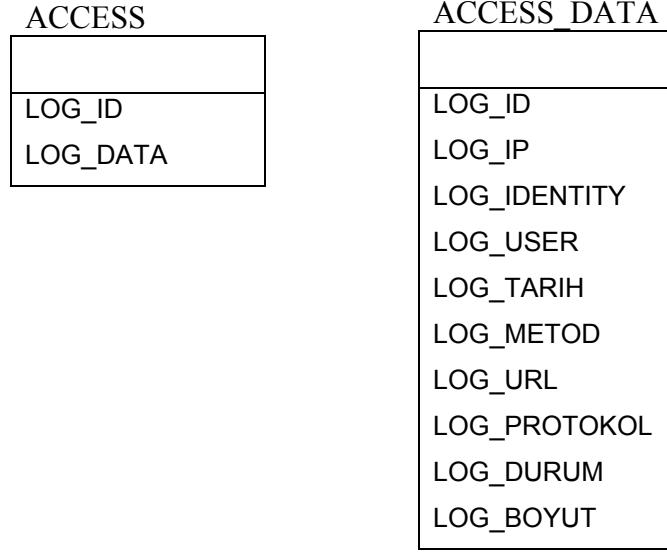 ACCESS
LOG_ID
LOG_DATA
ACCESS_DATA
LOG_ID
LOG_IP
LOG_IDENTITY
LOG_USER
LOG_TARIH
LOG_METOD
LOG_URL
LOG_PROTOKOL
LOG_DURUM
LOG_BOYUT